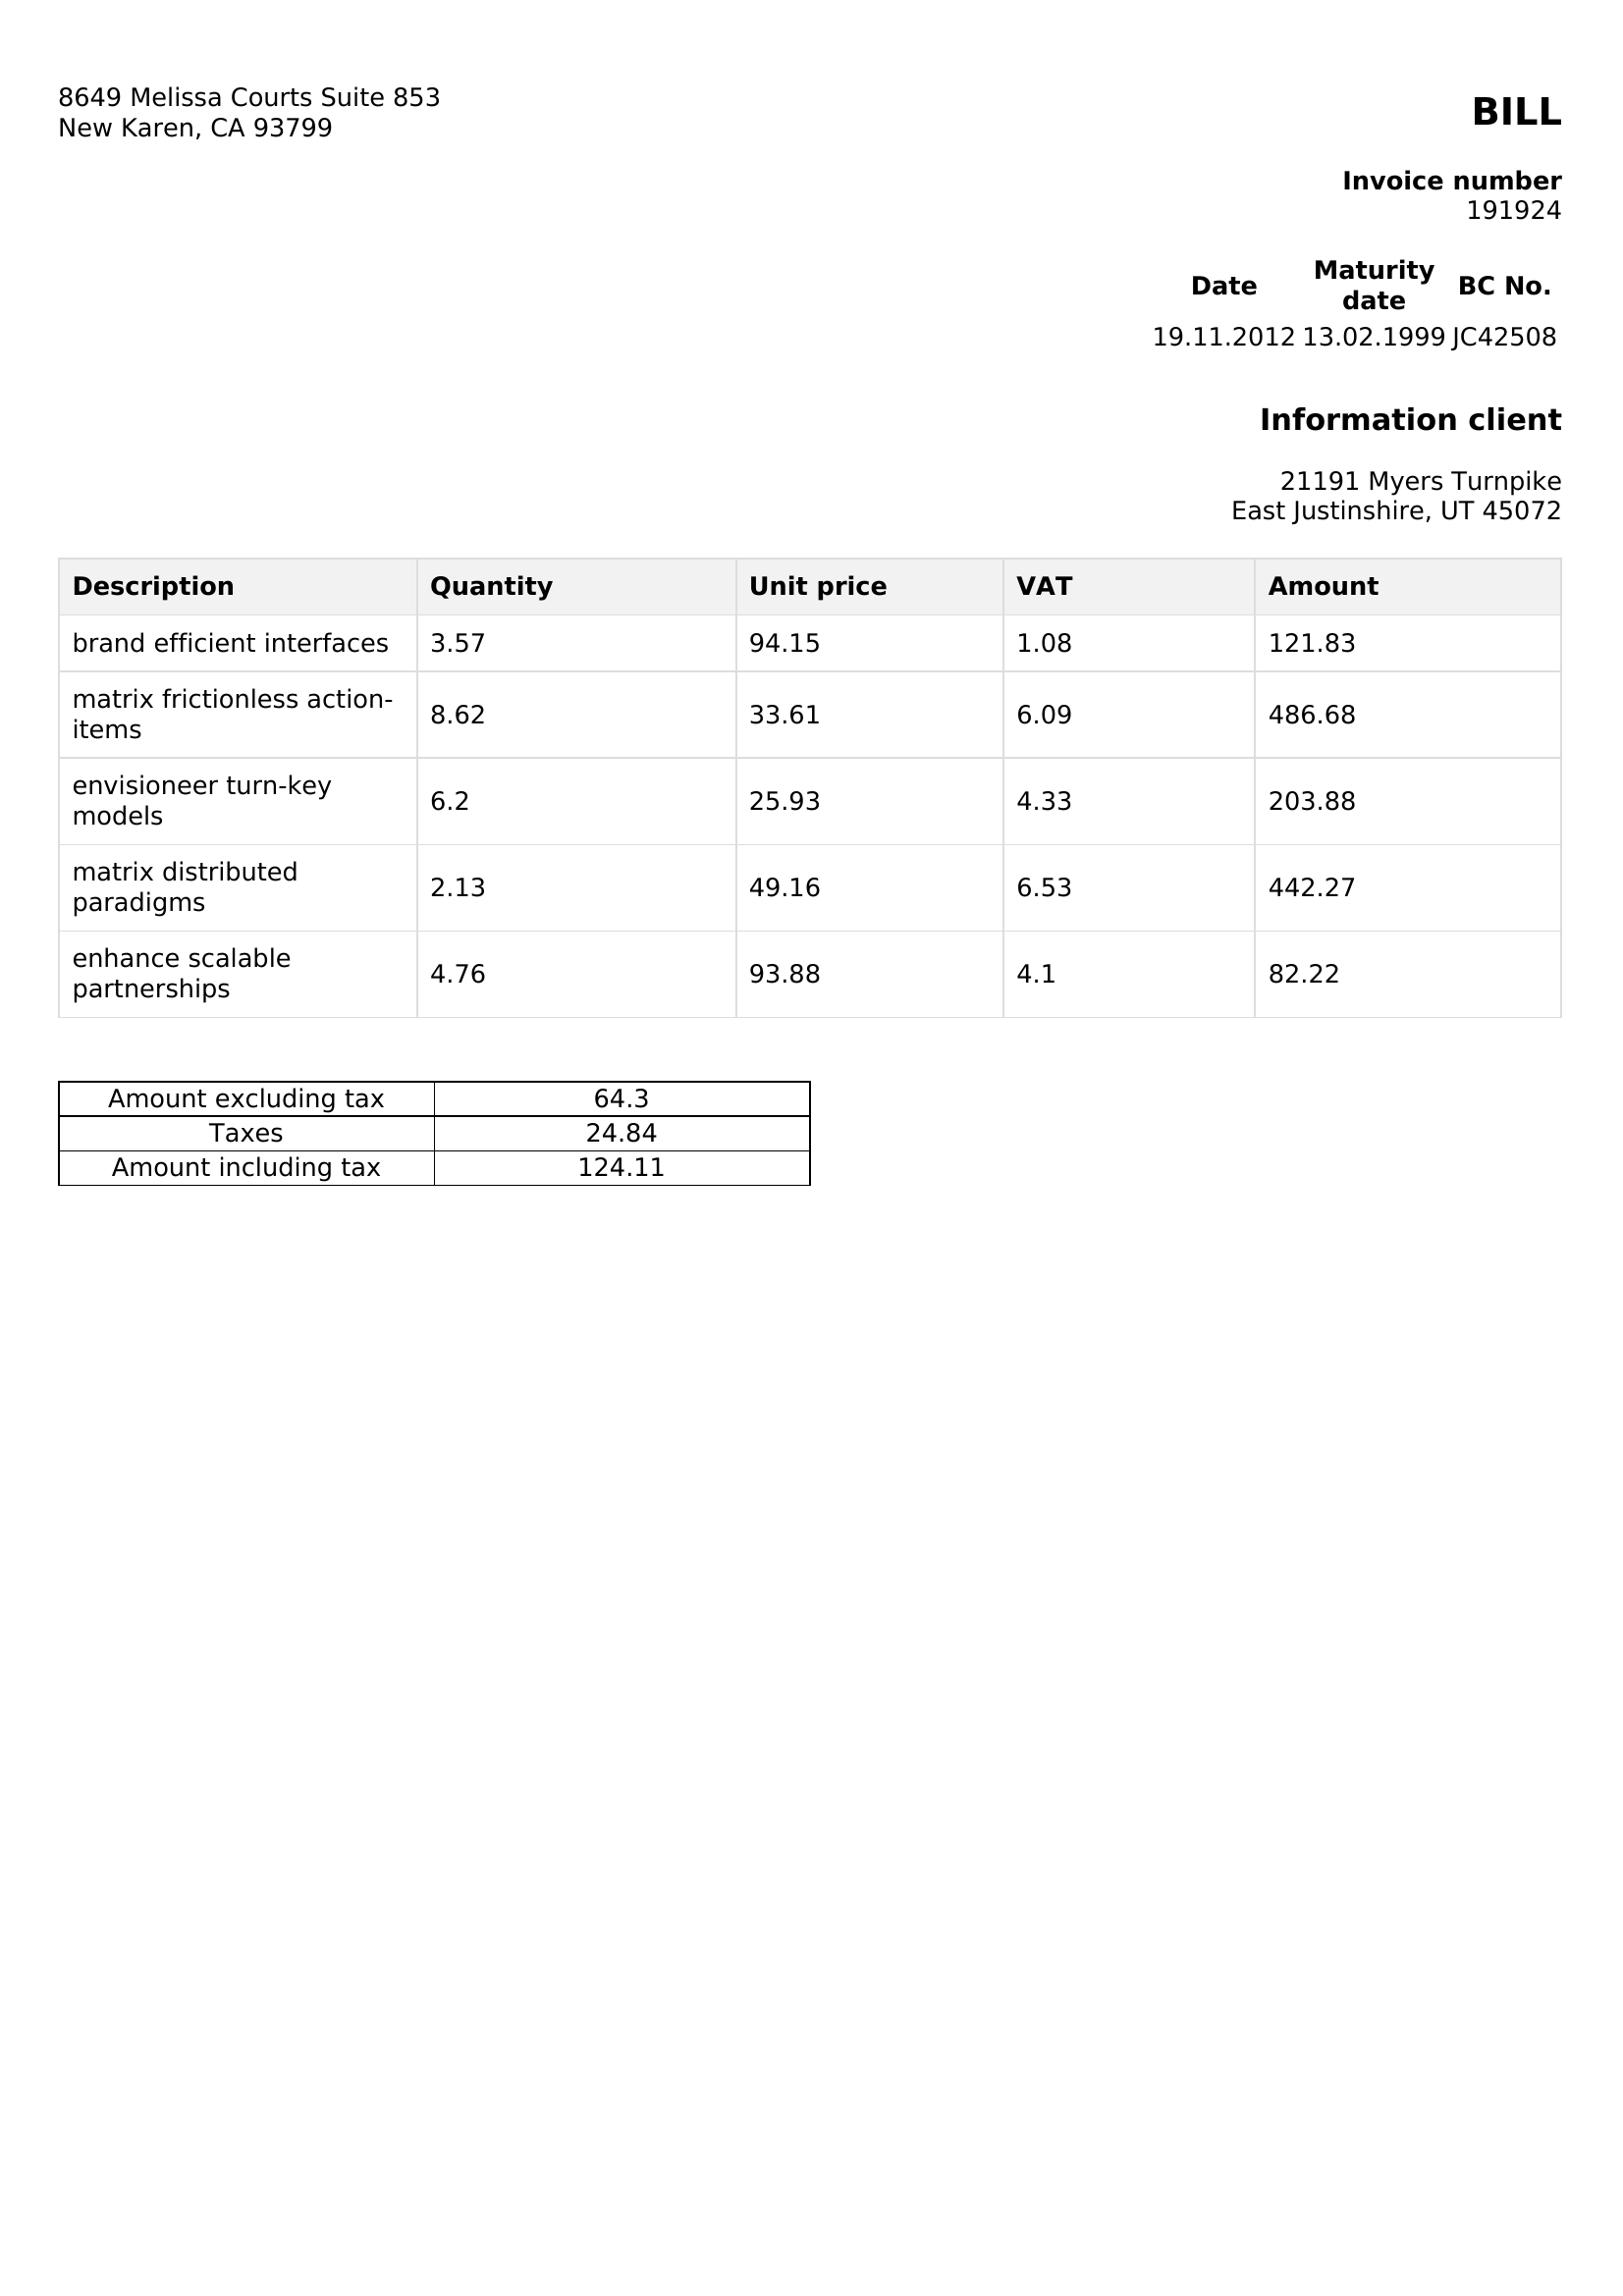 8649 Melissa Courts Suite 853
New Karen, CA 93799
BILL
Invoice number
191924
Date Maturity date BC No.
19.11.2012 13.02.1999 JC42508
Information client
21191 Myers Turnpike
East Justinshire, UT 45072
Description Quantity Unit price VAT Amount
brand efficient interfaces 3.57 94.15 1.08 121.83
matrix frictionless action-
items 8.62 33.61 6.09 486.68
envisioneer turn-key
models 6.2 25.93 4.33 203.88
matrix distributed
paradigms 2.13 49.16 6.53 442.27
enhance scalable
partnerships 4.76 93.88 4.1 82.22
Amount excluding tax 64.3
Taxes 24.84
Amount including tax 124.11